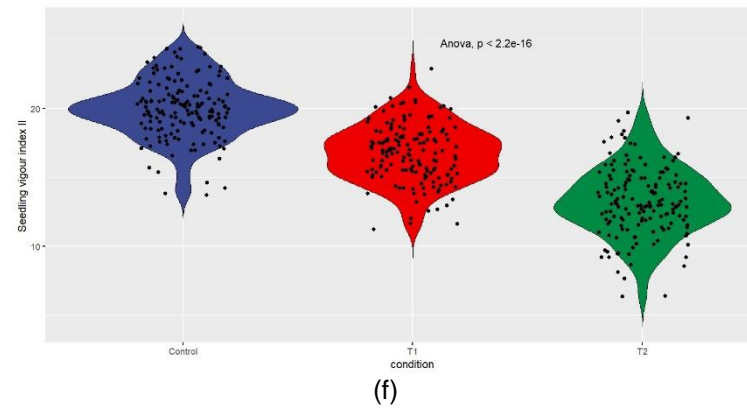 Anova, p < 2.2e-16
Seedling vigour index II
20
10
Control
T1
T2
condition
(f)